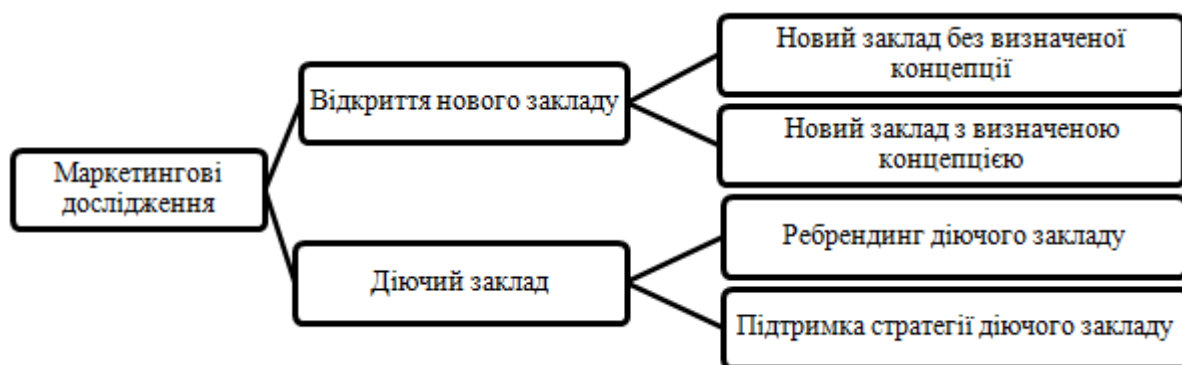 Маркетингові
дослідження
Відкриття нового закладу
Діючий заклад
Новий заклад без визначеної
концепції
Новий заклад з визначеною
концепцією
Ребрендинг діючого закладу
Підтримка стратегії діючого закладу